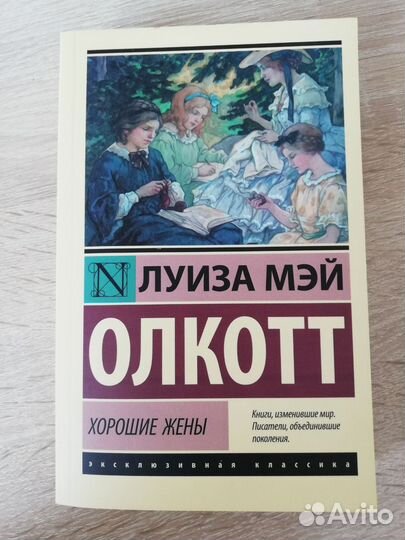 N
ЛУИЗА МЭЙ
ОЛКОТТ
ХОРОШИЕ ЖЕНЫ
Книги, изменившие мир.
Писатели, объединившие
поколения.
эксклюзивная классика
Avito